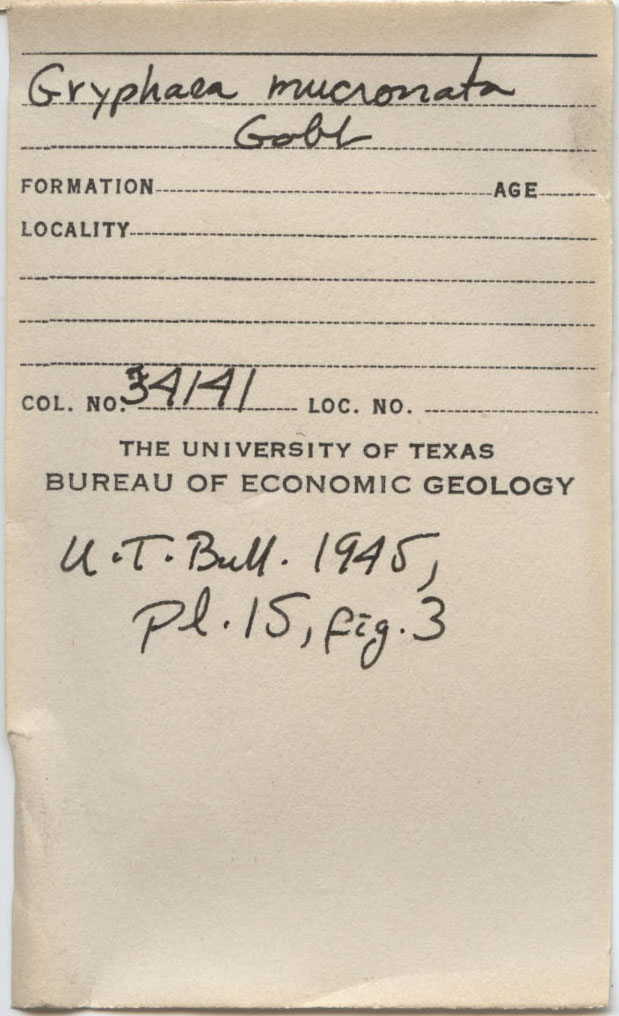 Gryphaea mucronata
Gabb
FORMATION AGE
LOCALITY
COL. NO. 34141 LOC. NO.
THE UNIVERSITY OF TEXAS
BUREAU OF ECONOMIC GEOLOGY
U.T. Bull. 1945,
pl. 15, fig. 3